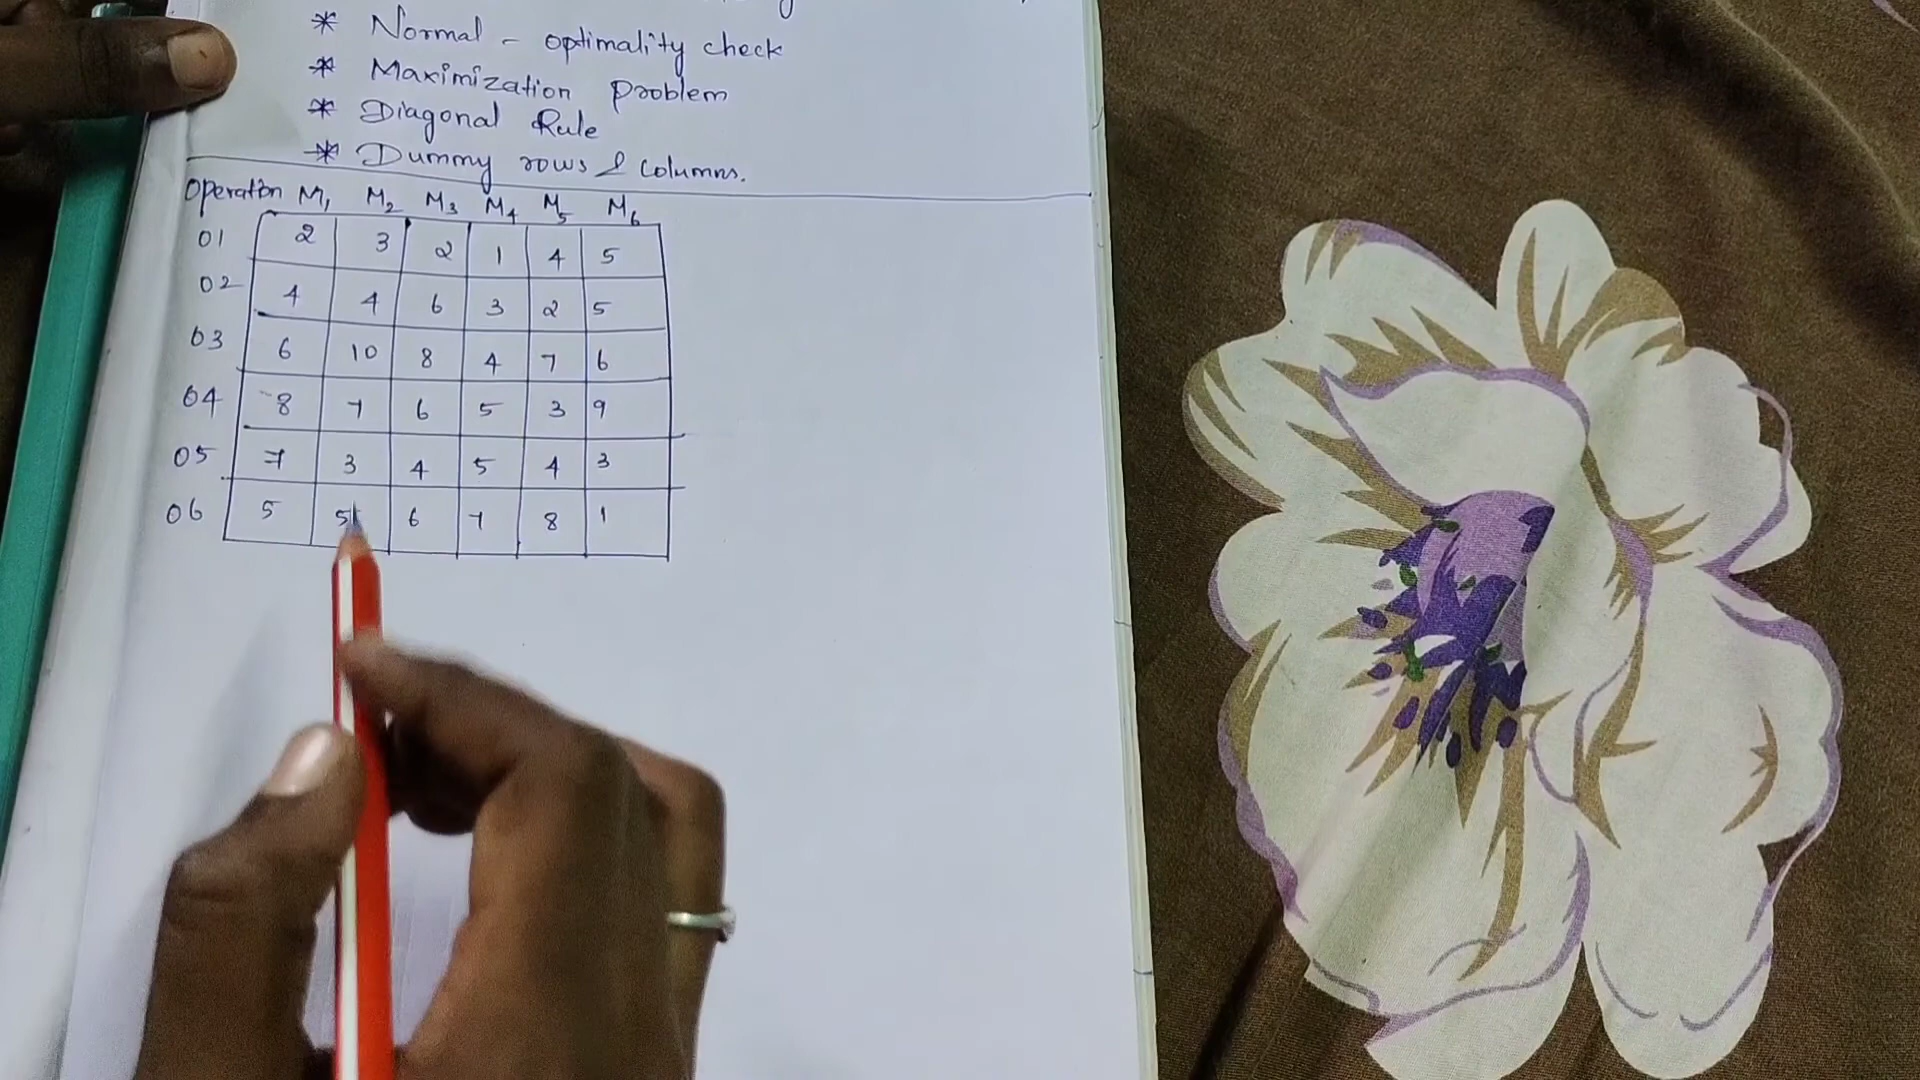 * Normal - optimality check
* Maximization problem
* Diagonal Rule
* Dummy rows & columns.
Operation M1 M2 M3 M4 M5 M6
01 2 3 2 1 4 5
02 4 4 6 3 2 5
03 6 10 8 4 7 6
04 8 7 6 5 3 9
05 7 3 4 5 4 3
06 5 5 6 7 8 1